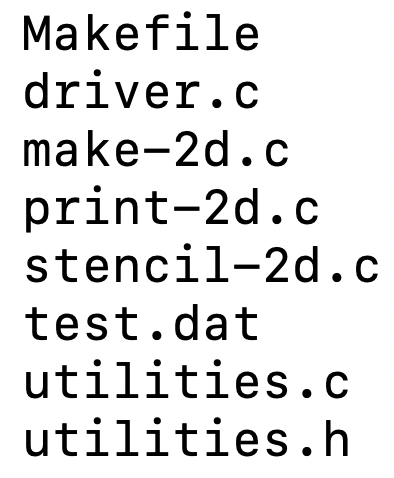 Makefile
driver.c
make-2d.c
print-2d.c
stencil-2d.c
test.dat
utilities.c
utilities.h